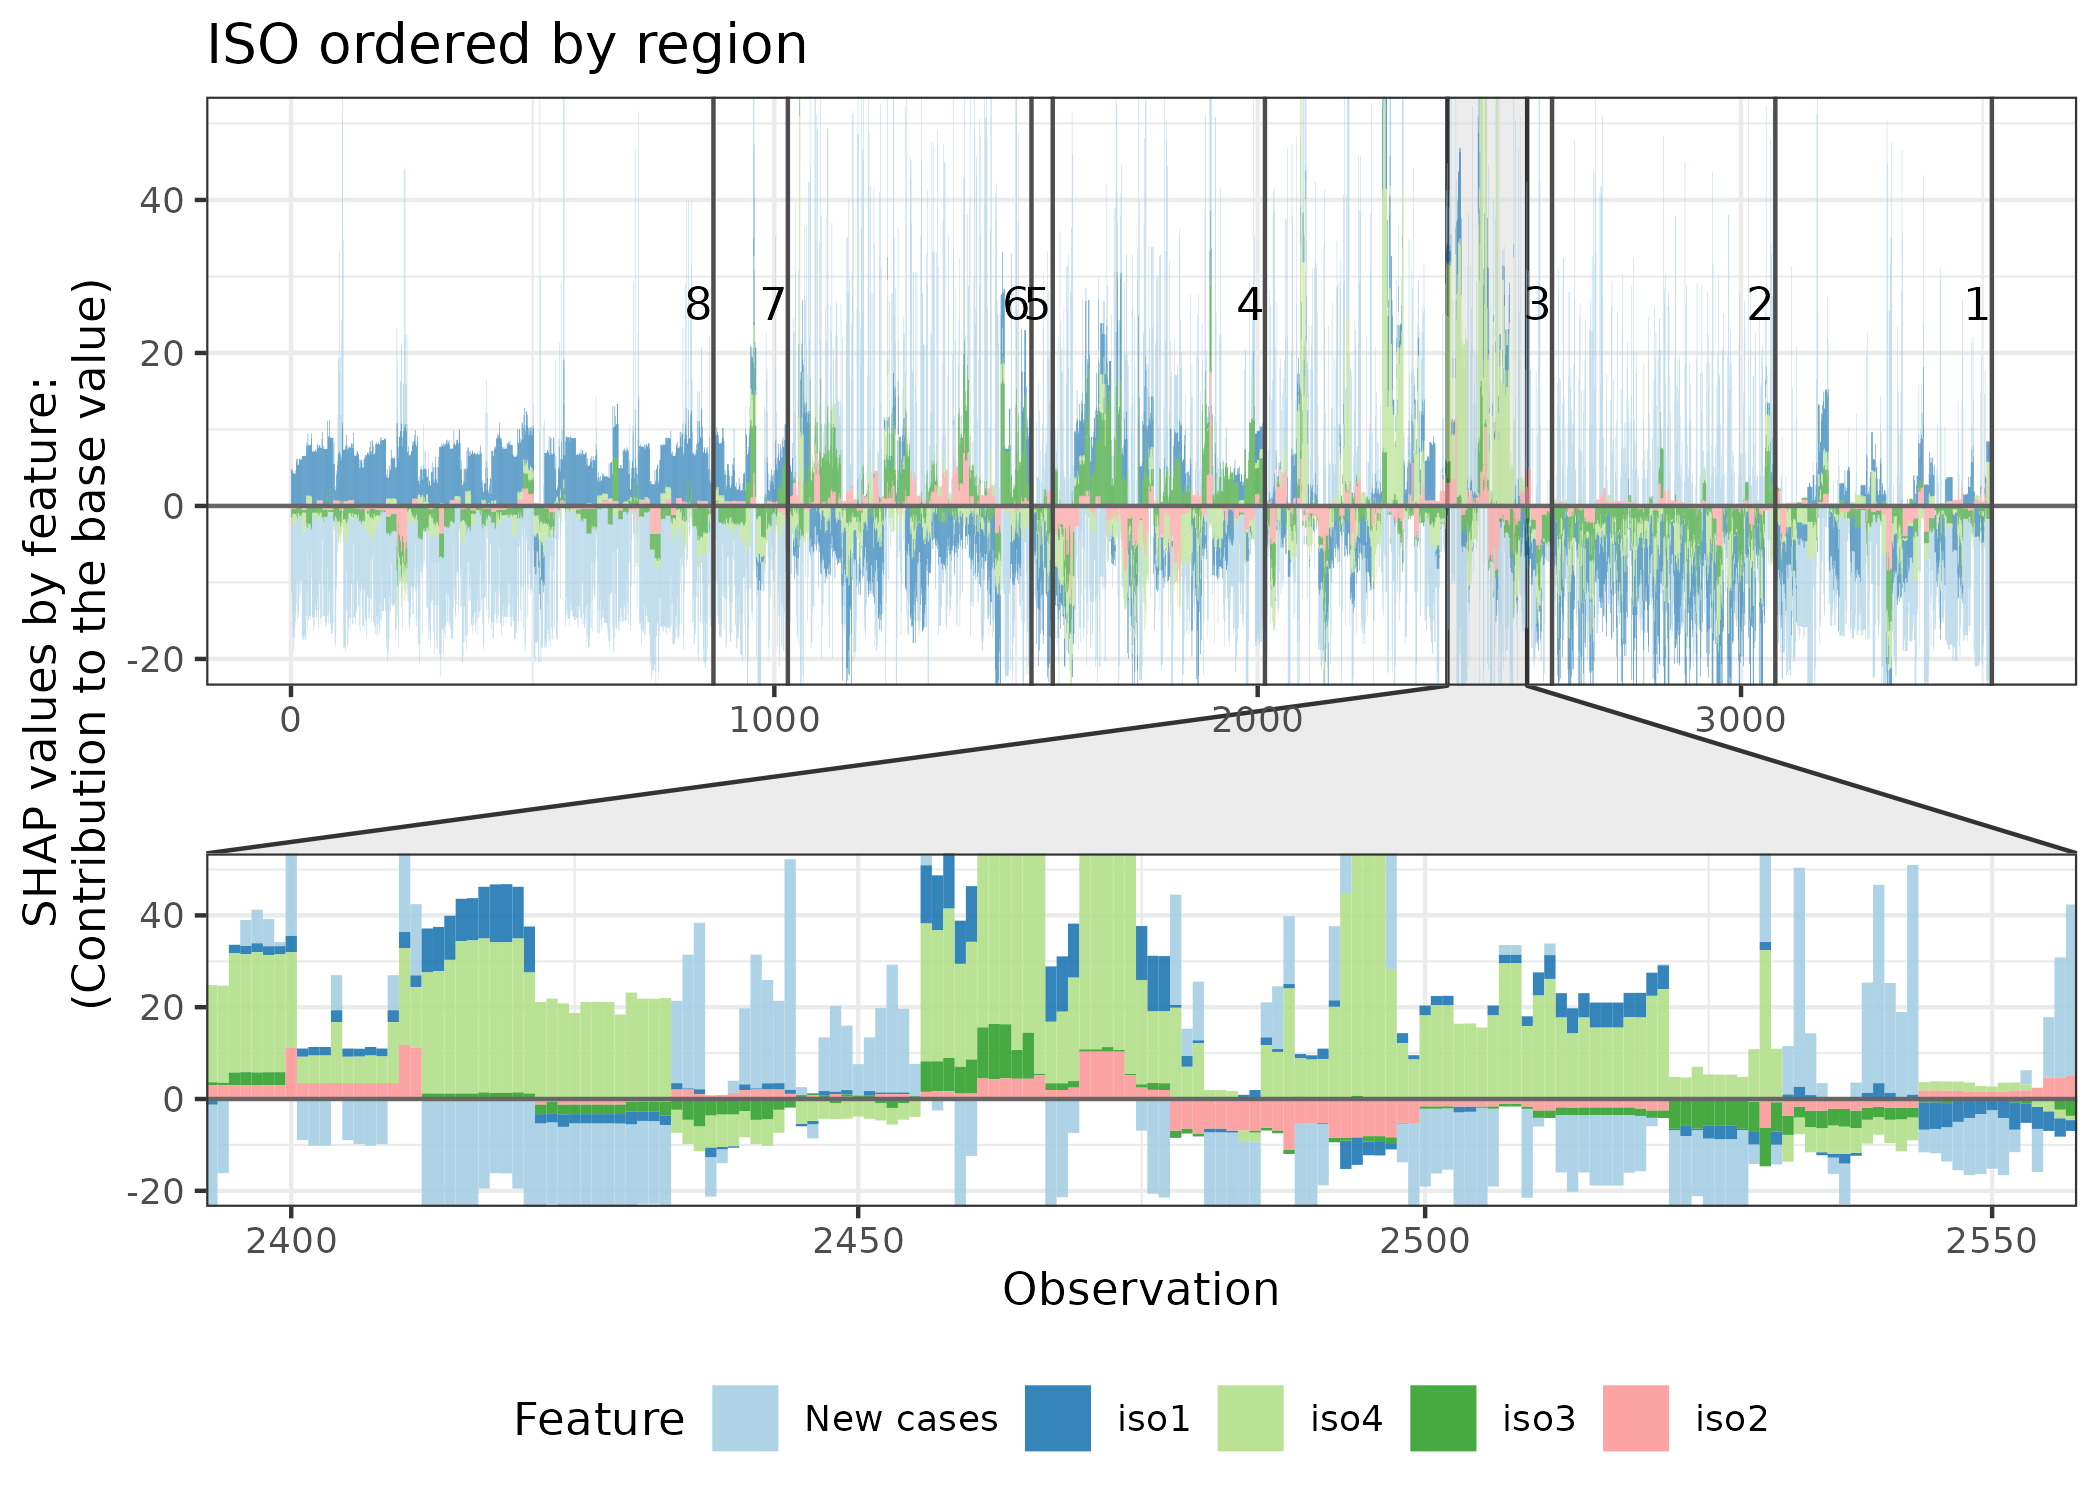 ISO ordered by region
SHAP values by feature:
(Contribution to the base value)
40
20
0
-20
8 7 6 5 4 3 2 1
0 1000 2000 3000
40
20
0
-20
2400 2450 2500 2550
Observation
Feature New cases iso1 iso4 iso3 iso2